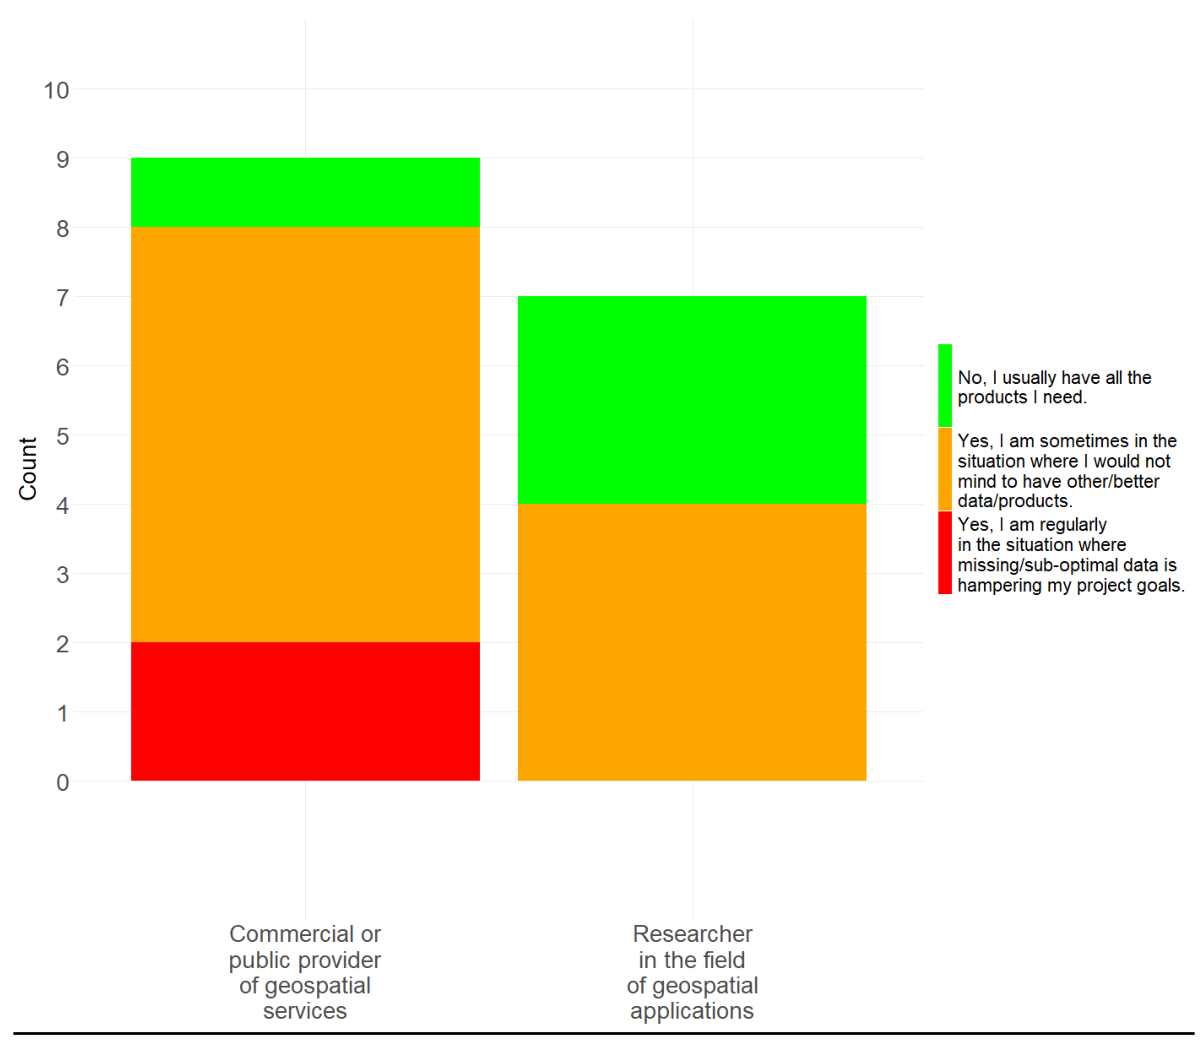 10
9
8
7
6
5
4
3
2
1
0
Count
Commercial or
public provider
of geospatial
services
Researcher
in the field
of geospatial
applications
No, I usually have all the
products I need.
Yes, I am sometimes in the
situation where I would not
mind to have other/better
data/products.
Yes, I am regularly
in the situation where
missing/sub-optimal data is
hampering my project goals.